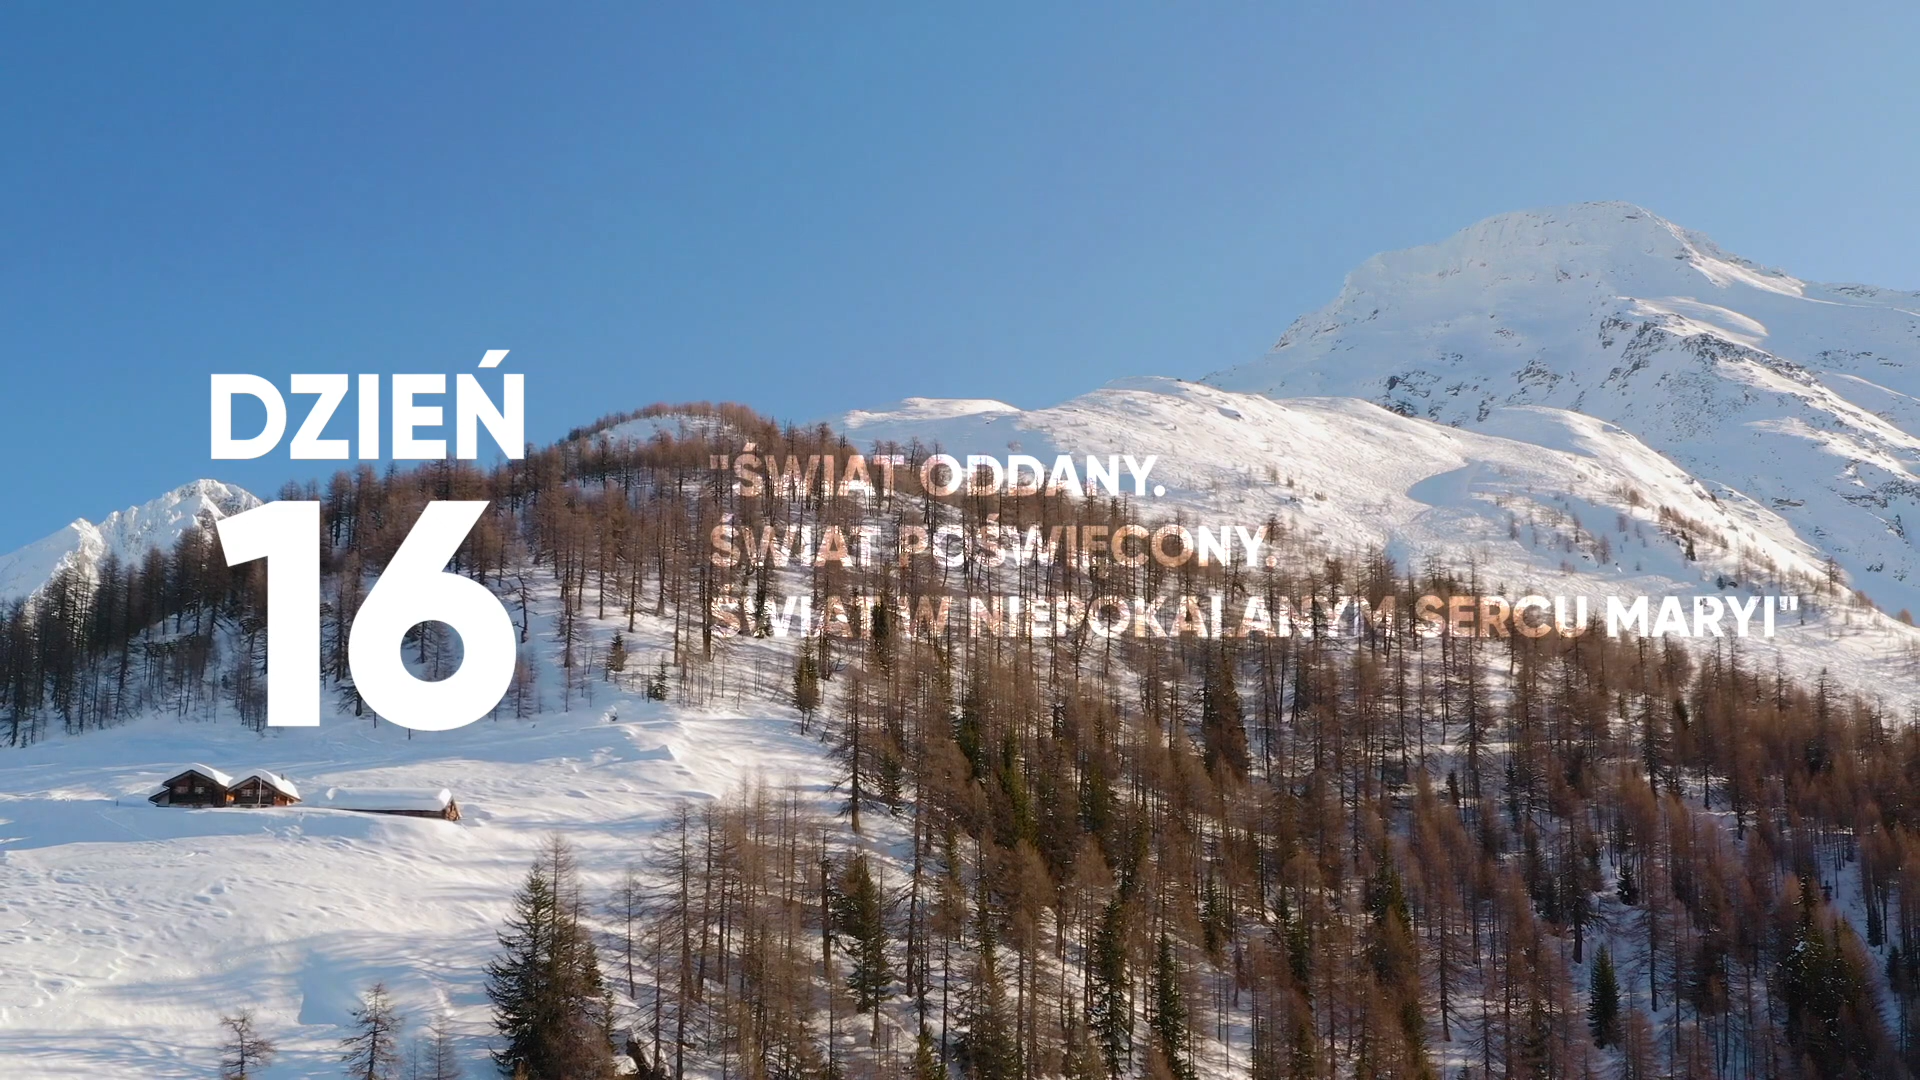 DZIEŃ
16
"ŚWIAT ODDANY.
ŚWIAT POŚWIĘCONY.
ŚWIAT W NIEPOKALANYM SERCU MARYI"